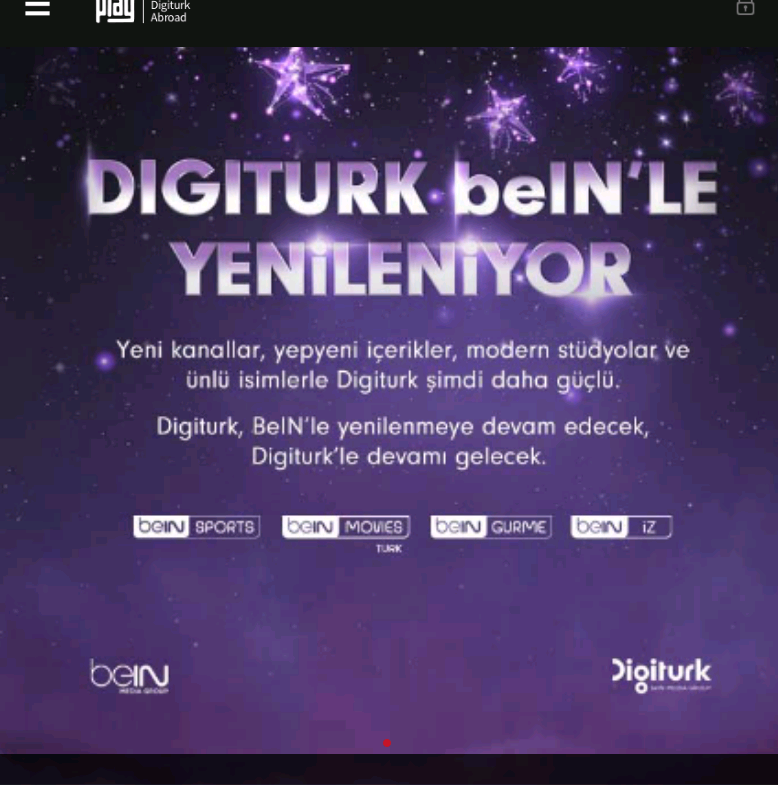 play
Digiturk
Abroad
DIGITURK beIN'LE
YENİLENİYOR
Yeni kanallar, yepyeni içerikler, modern stüdyolar ve
ünlü isimlerle Digiturk şimdi daha güçlü.
Digiturk, BeIN'le yenilenmeye devam edecek,
Digiturk'le devamı gelecek.
beIN SPORTS beIN MOVIES beIN GURME beIN iZ
TURK
beIN Digiturk
MEDIA GROUP beIN MEDIA GROUP